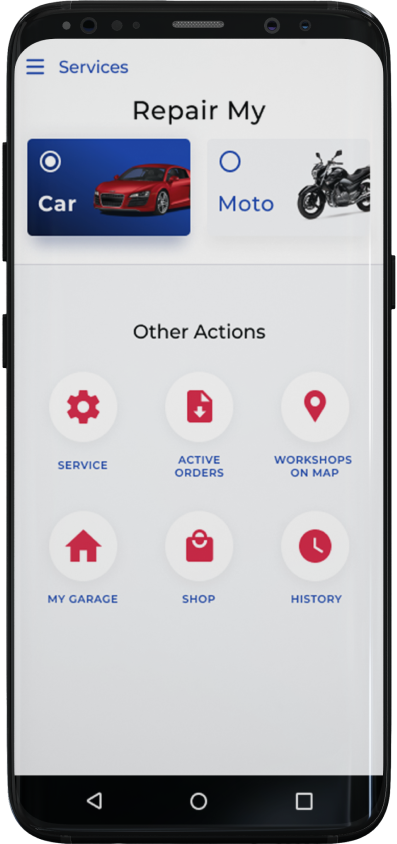 Services
Repair My
Car
Moto
Other Actions
SERVICE
ACTIVE
ORDERS
WORKSHOPS
ON MAP
MY GARAGE
SHOP
HISTORY